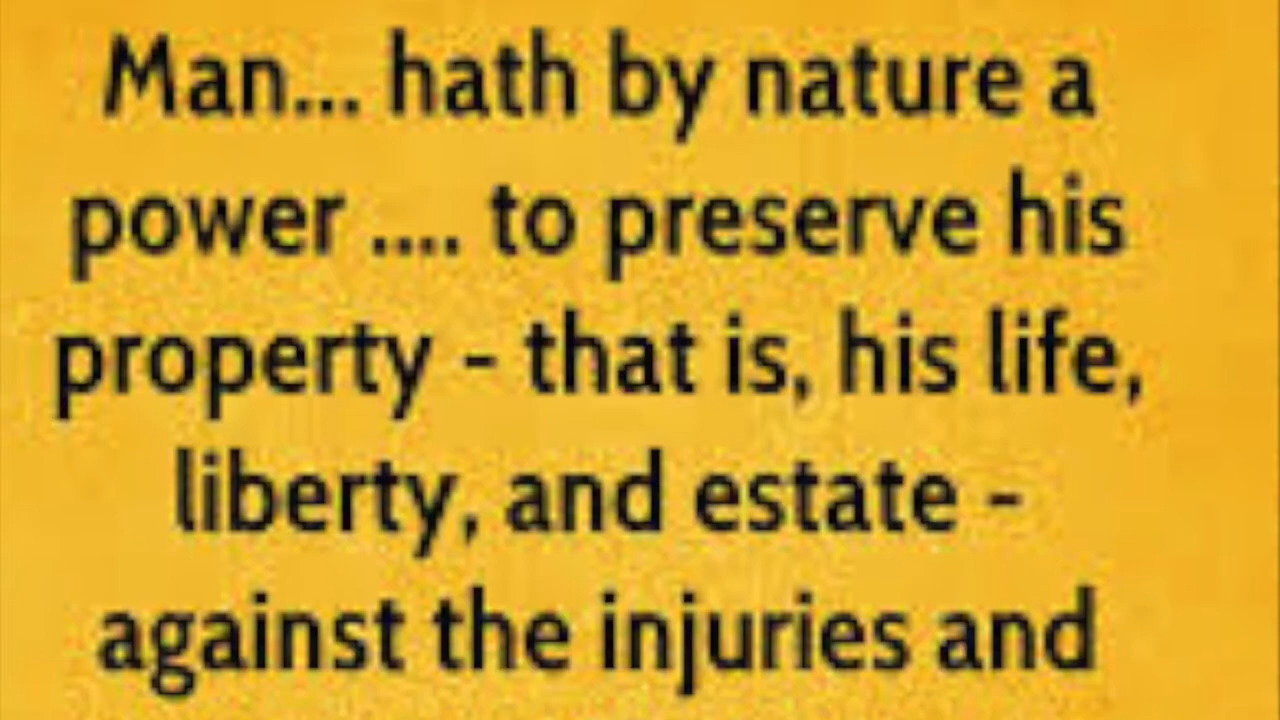 Man... hath by nature a
power .... to preserve his
property - that is, his life,
liberty, and estate -
against the injuries and